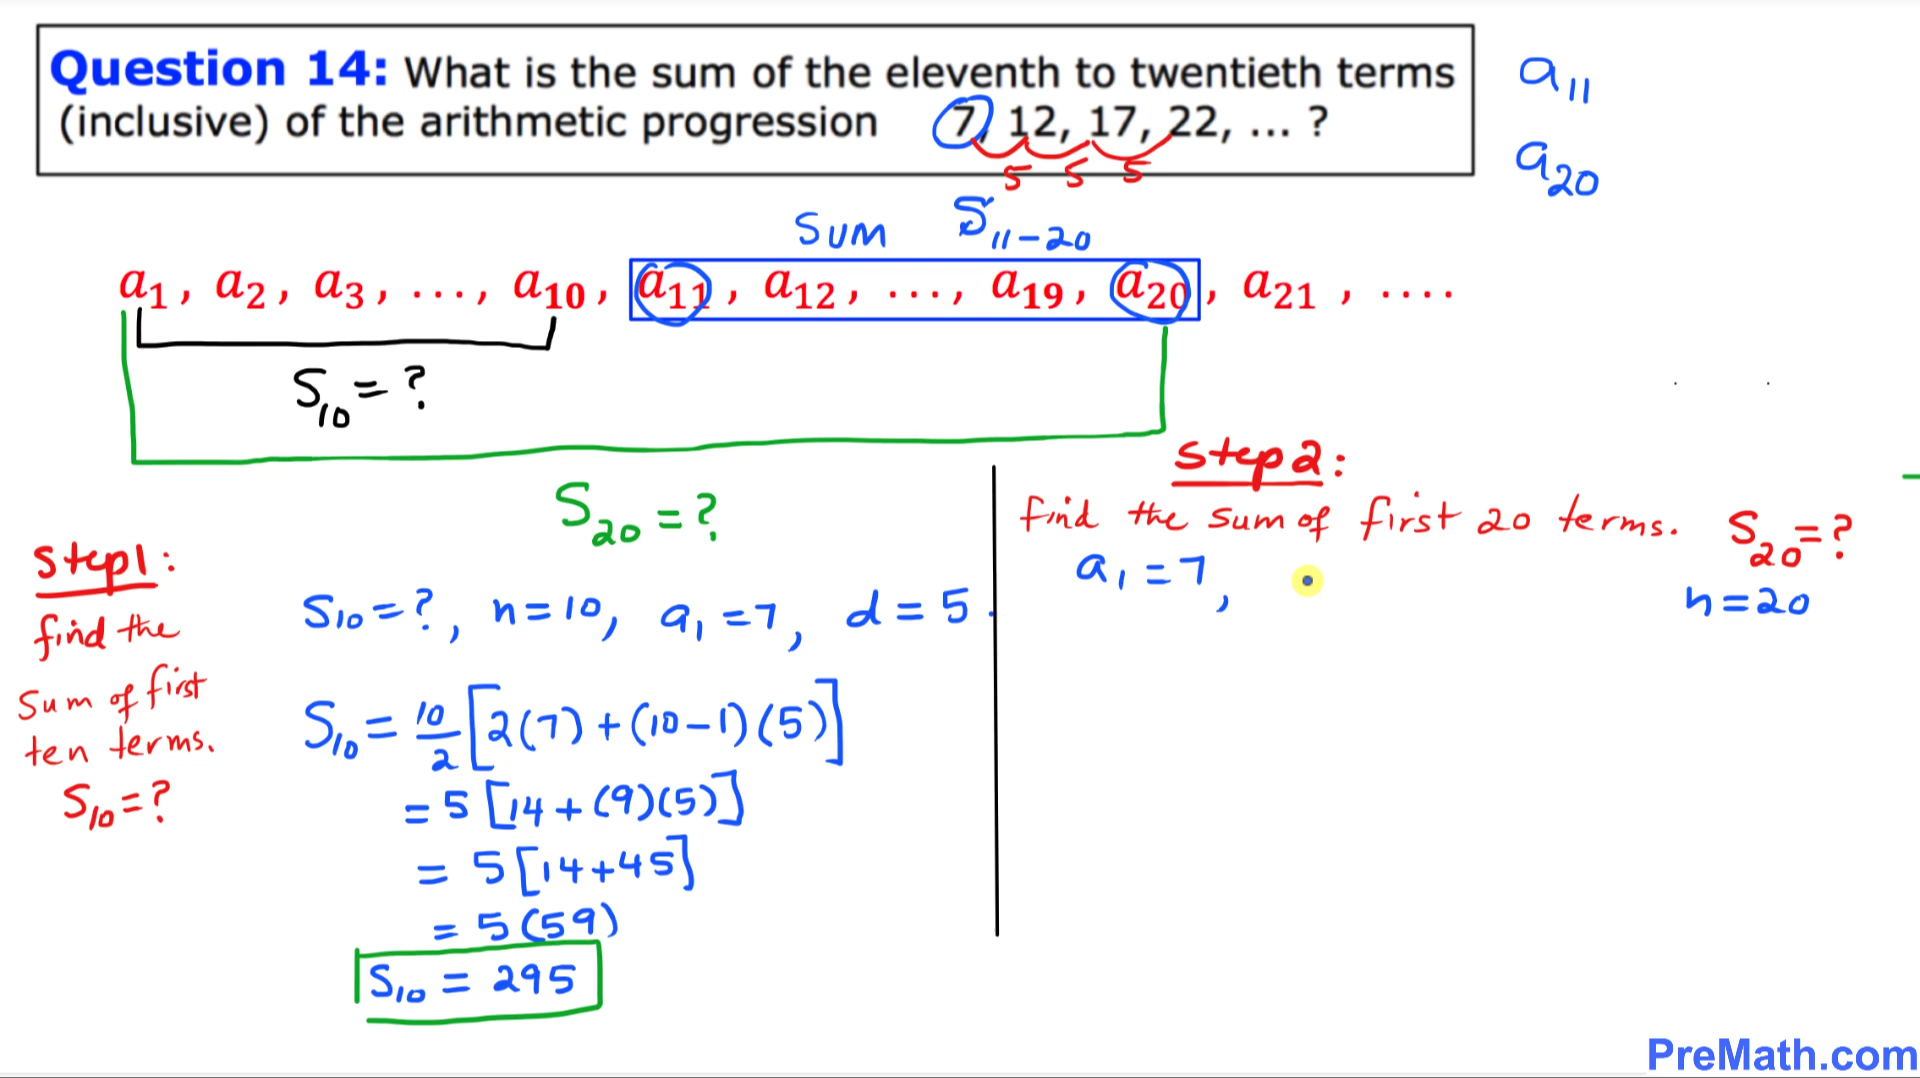 Question 14: What is the sum of the eleventh to twentieth terms
(inclusive) of the arithmetic progression 7, 12, 17, 22, ... ?
5 5 5
a₁₁
a₂₀
Sum S₁₁₋₂₀
a₁, a₂, a₃, ..., a₁₀, a₁₁, a₁₂, ..., a₁₉, a₂₀, a₂₁, ....
S₁₀ = ?
S₂₀ = ?
Step 1:
find the
sum of first
ten terms.
S₁₀ = ?
S₁₀ = ?, n = 10, a₁ = 7, d = 5.
S₁₀ = 10/2 [2(7) + (10 - 1)(5)]
= 5 [14 + (9)(5)]
= 5 [14 + 45]
= 5 (59)
S₁₀ = 295
Step 2:
find the sum of first 20 terms. S₂₀ = ?
a₁ = 7, n = 20
PreMath.com